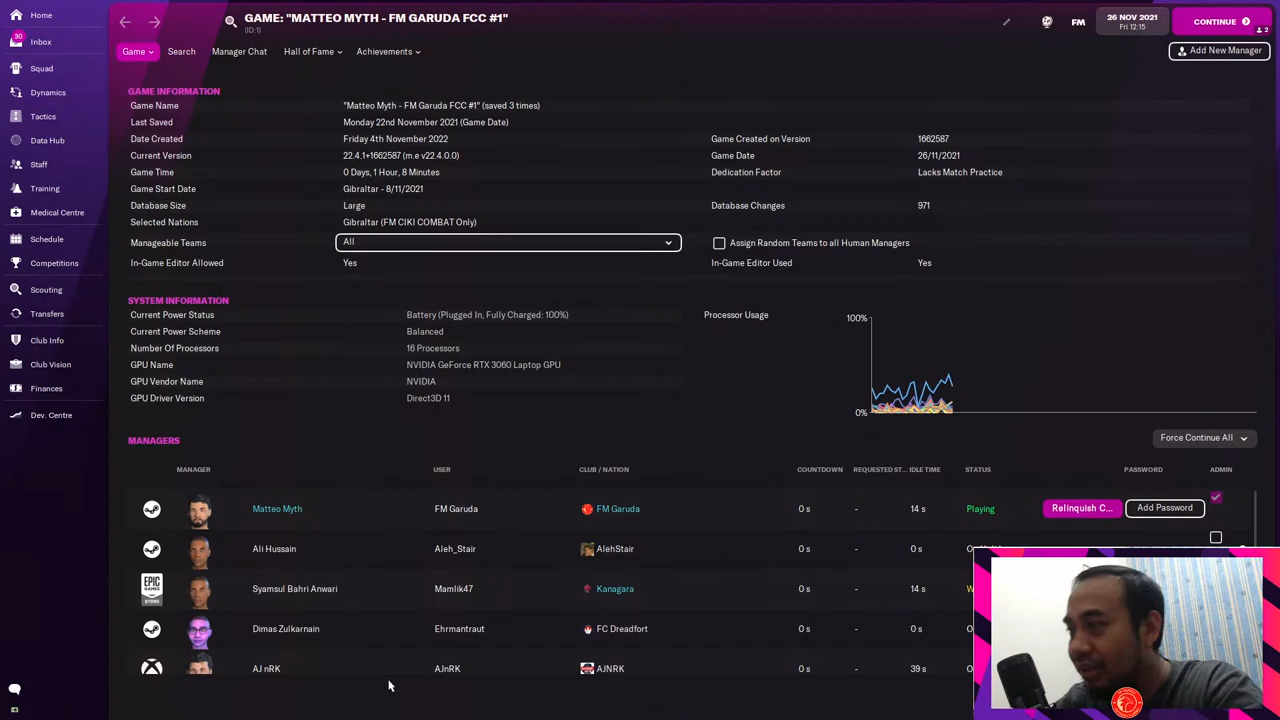 Home
30
Inbox
Squad
Dynamics
Tactics
Data Hub
Staff
Training
Medical Centre
Schedule
Competitions
Scouting
Transfers
Club Info
Club Vision
Finances
Dev. Centre
GAME: "MATTEO MYTH - FM GARUDA FCC #1"
(ID:1)
FM
26 NOV 2021
Fri 12:15
CONTINUE
2
Game Search Manager Chat Hall of Fame Achievements
Add New Manager
GAME INFORMATION
Game Name "Matteo Myth - FM Garuda FCC #1" (saved 3 times)
Last Saved Monday 22nd November 2021 (Game Date)
Date Created Friday 4th November 2022 Game Created on Version 1662587
Current Version 22.4.1+1662587 (m.e v22.4.0.0) Game Date 26/11/2021
Game Time 0 Days, 1 Hour, 8 Minutes Dedication Factor Lacks Match Practice
Game Start Date Gibraltar - 8/11/2021
Database Size Large Database Changes 971
Selected Nations Gibraltar (FM CIKI COMBAT Only)
Manageable Teams All Assign Random Teams to all Human Managers
In-Game Editor Allowed Yes In-Game Editor Used Yes
SYSTEM INFORMATION
Current Power Status Battery (Plugged In, Fully Charged: 100%) Processor Usage 100%
Current Power Scheme Balanced
Number Of Processors 16 Processors
GPU Name NVIDIA GeForce RTX 3060 Laptop GPU
GPU Vendor Name NVIDIA
GPU Driver Version Direct3D 11
0%
MANAGERS
Force Continue All
MANAGER USER CLUB / NATION COUNTDOWN REQUESTED ST... IDLE TIME STATUS PASSWORD ADMIN
Matteo Myth FM Garuda FM Garuda 0 s - 14 s Playing Relinquish C... Add Password
Ali Hussain Aleh_Stair AlehStair 0 s - 0 s
EPIC GAMES STORE Syamsul Bahri Anwari Mamlik47 Kanagara 0 s - 14 s
Dimas Zulkarnain Ehrmantraut FC Dreadfort 0 s - 0 s
AJ nRK AJnRK AJNRK 0 s - 39 s